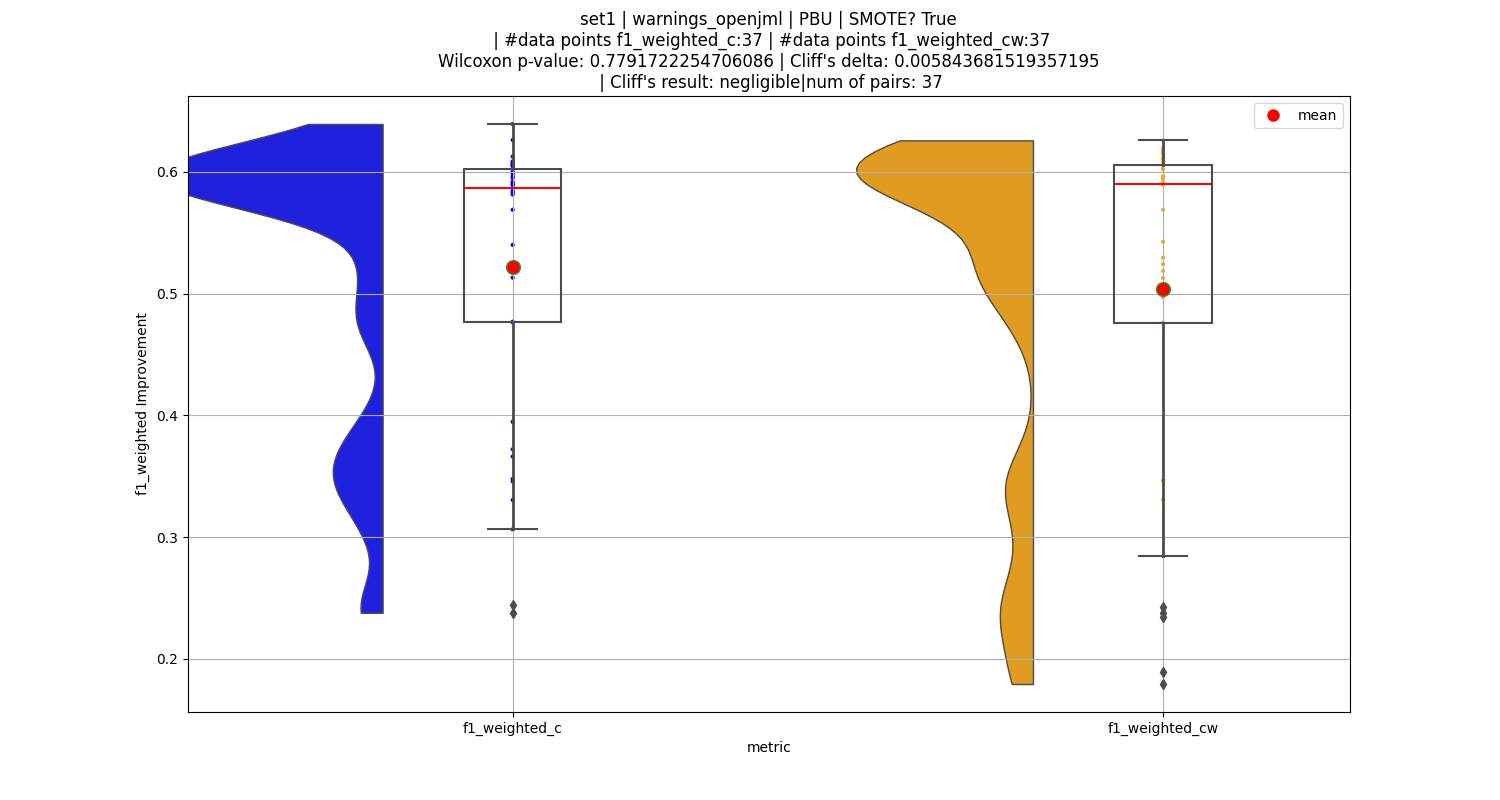 set1 | warnings_openjml | PBU | SMOTE? True
| #data points f1_weighted_c:37 | #data points f1_weighted_cw:37
Wilcoxon p-value: 0.7791722254706086 | Cliff's delta: 0.005843681519357195
| Cliff's result: negligible|num of pairs: 37
mean
0.6
0.5
0.4
0.3
0.2
f1_weighted Improvement
f1_weighted_c
f1_weighted_cw
metric